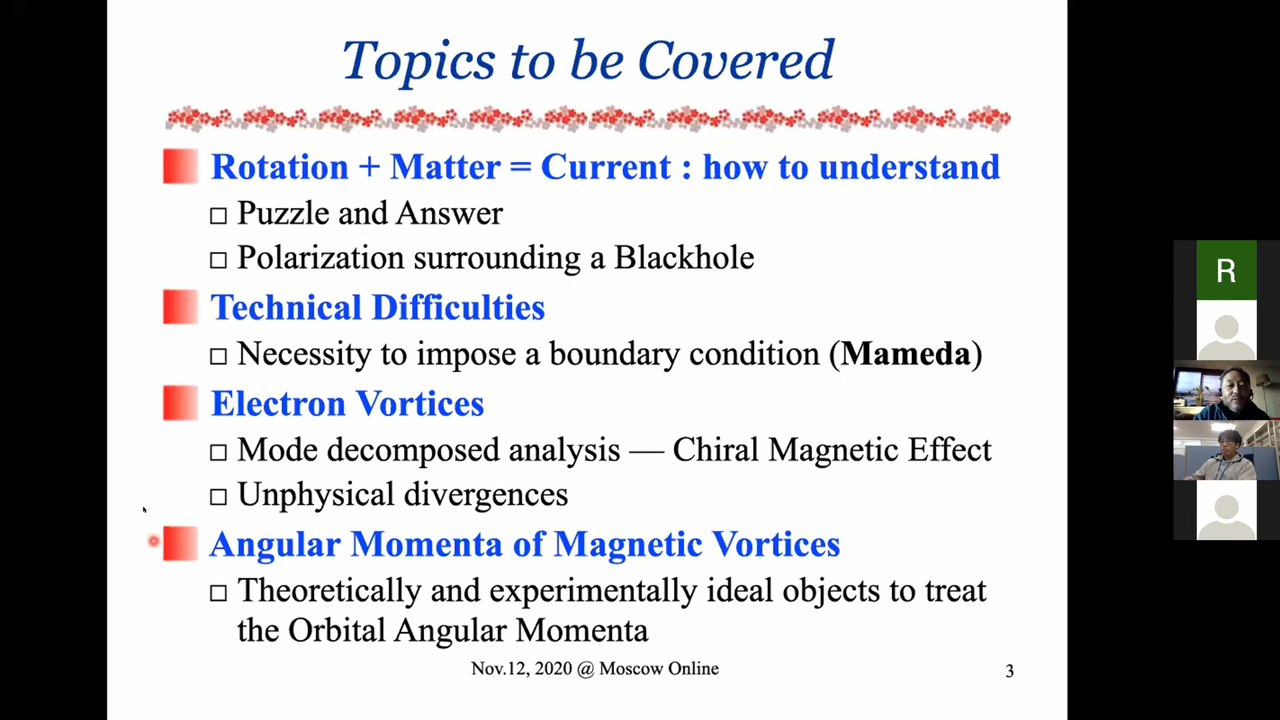 Topics to be Covered
Rotation + Matter = Current : how to understand
Puzzle and Answer
Polarization surrounding a Blackhole
Technical Difficulties
Necessity to impose a boundary condition (Mameda)
Electron Vortices
Mode decomposed analysis — Chiral Magnetic Effect
Unphysical divergences
Angular Momenta of Magnetic Vortices
Theoretically and experimentally ideal objects to treat
the Orbital Angular Momenta
Nov.12, 2020 @ Moscow Online
3
R